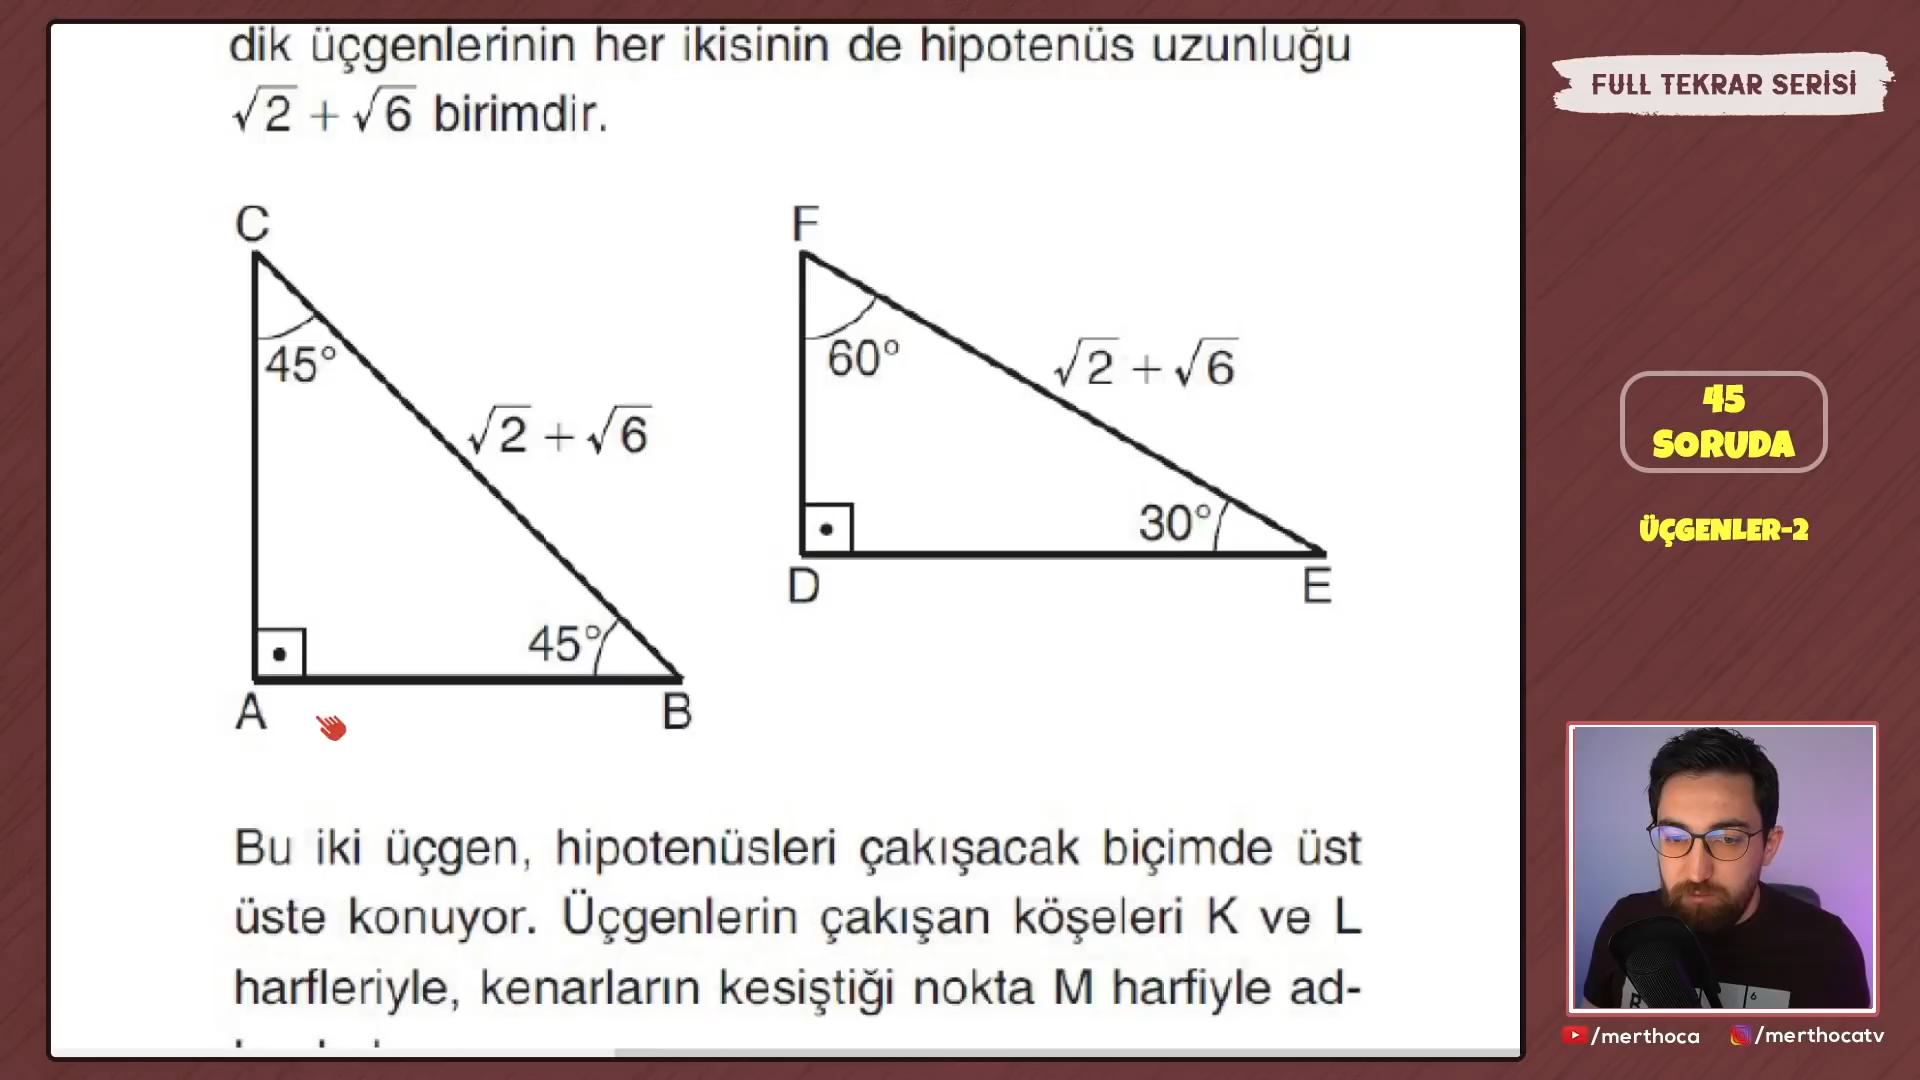 dik üçgenlerinin her ikisinin de hipotenüs uzunluğu
√2 + √6 birimdir.
C
45°
√2 + √6
45°
A
B
F
60°
√2 + √6
30°
D
E
Bu iki üçgen, hipotenüsleri çakışacak biçimde üst
üste konuyor. Üçgenlerin çakışan köşeleri K ve L
harfleriyle, kenarların kesiştiği nokta M harfiyle ad-
FULL TEKRAR SERİSİ
45
SORUDA
ÜÇGENLER-2
/merthoca
/merthocatv